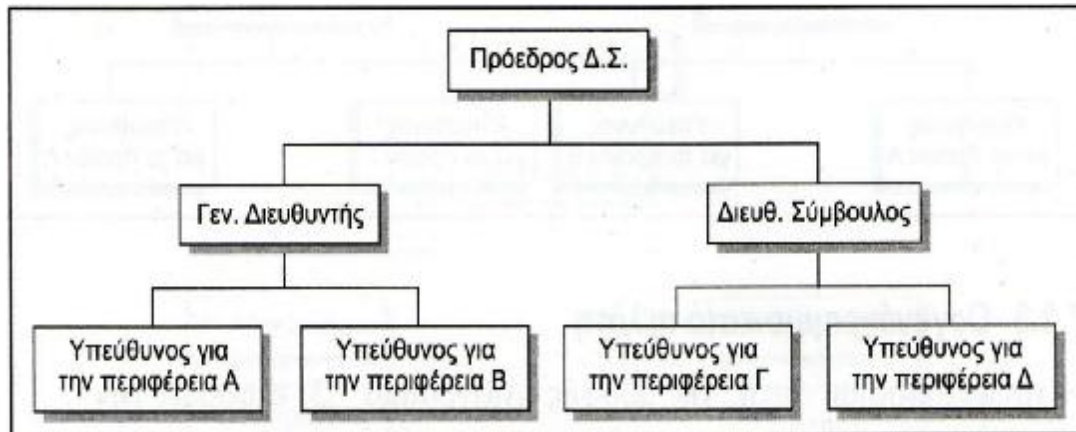 Πρόεδρος Δ.Σ.
Γεν. Διευθυντής
Διευθ. Σύμβουλος
Υπεύθυνος για
την περιφέρεια Α
Υπεύθυνος για
την περιφέρεια Β
Υπεύθυνος για
την περιφέρεια Γ
Υπεύθυνος για
την περιφέρεια Δ